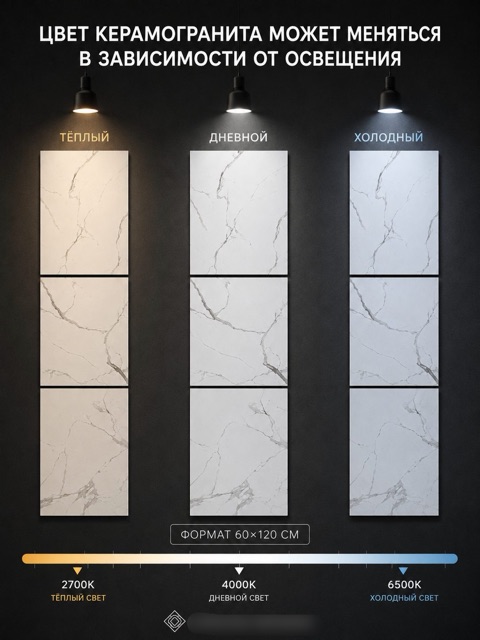 ЦВЕТ КЕРАМОГРАНИТА МОЖЕТ МЕНЯТЬСЯ
В ЗАВИСИМОСТИ ОТ ОСВЕЩЕНИЯ
ТЁПЛЫЙ
ДНЕВНОЙ
ХОЛОДНЫЙ
ФОРМАТ 60×120 СМ
2700K
4000K
6500K
ТЁПЛЫЙ СВЕТ
ДНЕВНОЙ СВЕТ
ХОЛОДНЫЙ СВЕТ